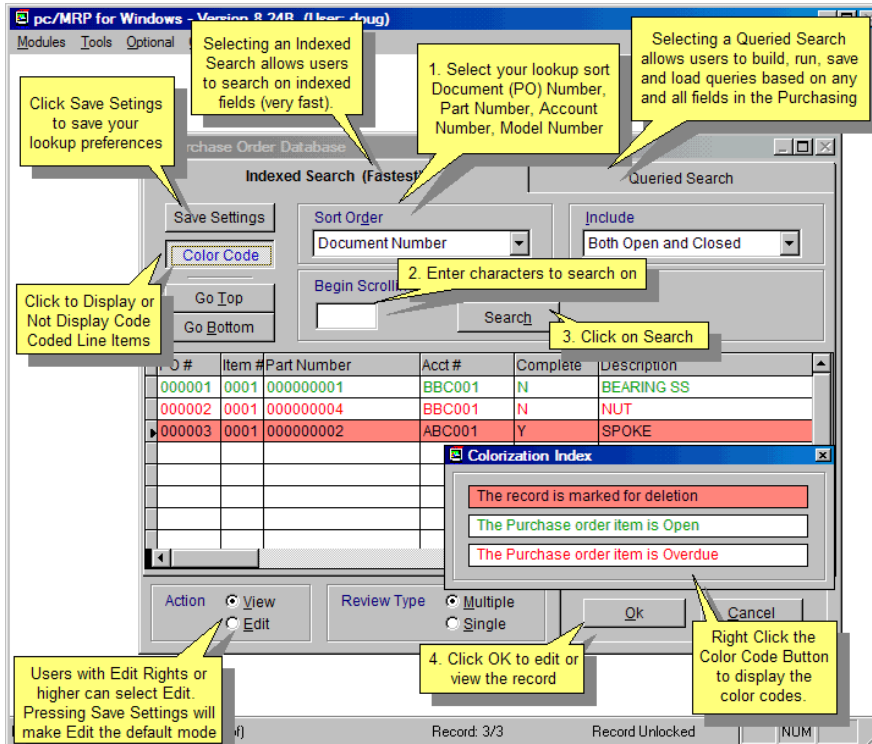 pc/MRP for Windows - Version 8.24B (User: doug)
Modules Tools Optional
Click Save Setings
to save your
lookup preferences
Selecting an Indexed
Search allows users
to search on indexed
fields (very fast).
1. Select your lookup sort
Document (PO) Number,
Part Number, Account
Number, Model Number
Selecting a Queried Search
allows users to build, run, save
and load queries based on any
and all fields in the Purchasing
Purchase Order Database
Indexed Search (Fastest)
Queried Search
Save Settings
Color Code
Go Top
Go Bottom
Sort Order
Document Number
Include
Both Open and Closed
Begin Scrolli
Search
2. Enter characters to search on
3. Click on Search
Click to Display or
Not Display Code
Coded Line Items
PO # Item # Part Number Acct # Complete Description
000001 0001 000000001 BBC001 N BEARING SS
000002 0001 000000004 BBC001 N NUT
000003 0001 000000002 ABC001 Y SPOKE
Colorization Index
The record is marked for deletion
The Purchase order item is Open
The Purchase order item is Overdue
Action View
Edit
Review Type Multiple
Single
Ok
Cancel
Users with Edit Rights or
higher can select Edit.
Pressing Save Settings will
make Edit the default mode
4. Click OK to edit or
view the record
Right Click the
Color Code Button
to display the
color codes.
Record: 3/3 Record Unlocked NUM